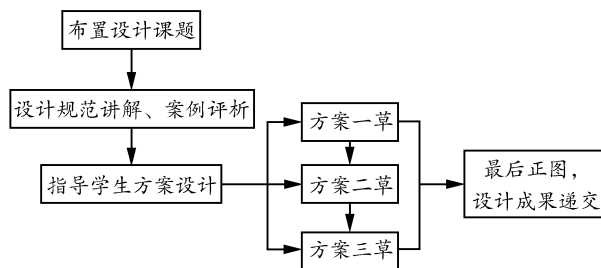 布置设计课题
设计规范讲解、案例评析
指导学生方案设计
方案一草
方案二草
方案三草
最后正图，
设计成果递交